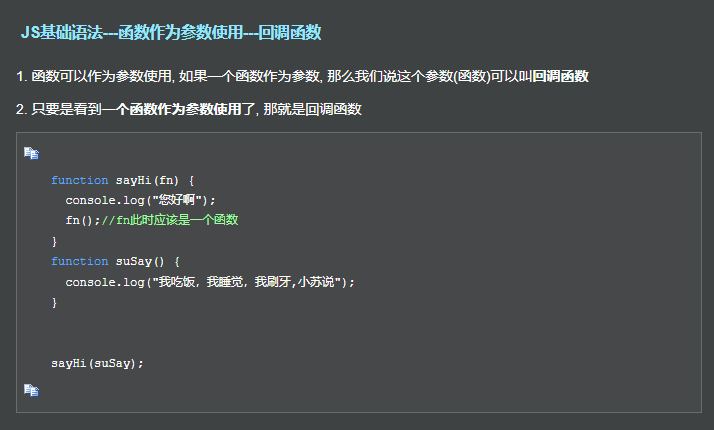 JS基础语法---函数作为参数使用---回调函数
1. 函数可以作为参数使用, 如果一个函数作为参数, 那么我们说这个参数(函数)可以叫回调函数
2. 只要是看到一个函数作为参数使用了, 那就是回调函数
function sayHi(fn) {
  console.log("您好啊");
  fn();//fn此时应该是一个函数
}
function suSay() {
  console.log("我吃饭，我睡觉，我刷牙,小苏说");
}
sayHi(suSay);